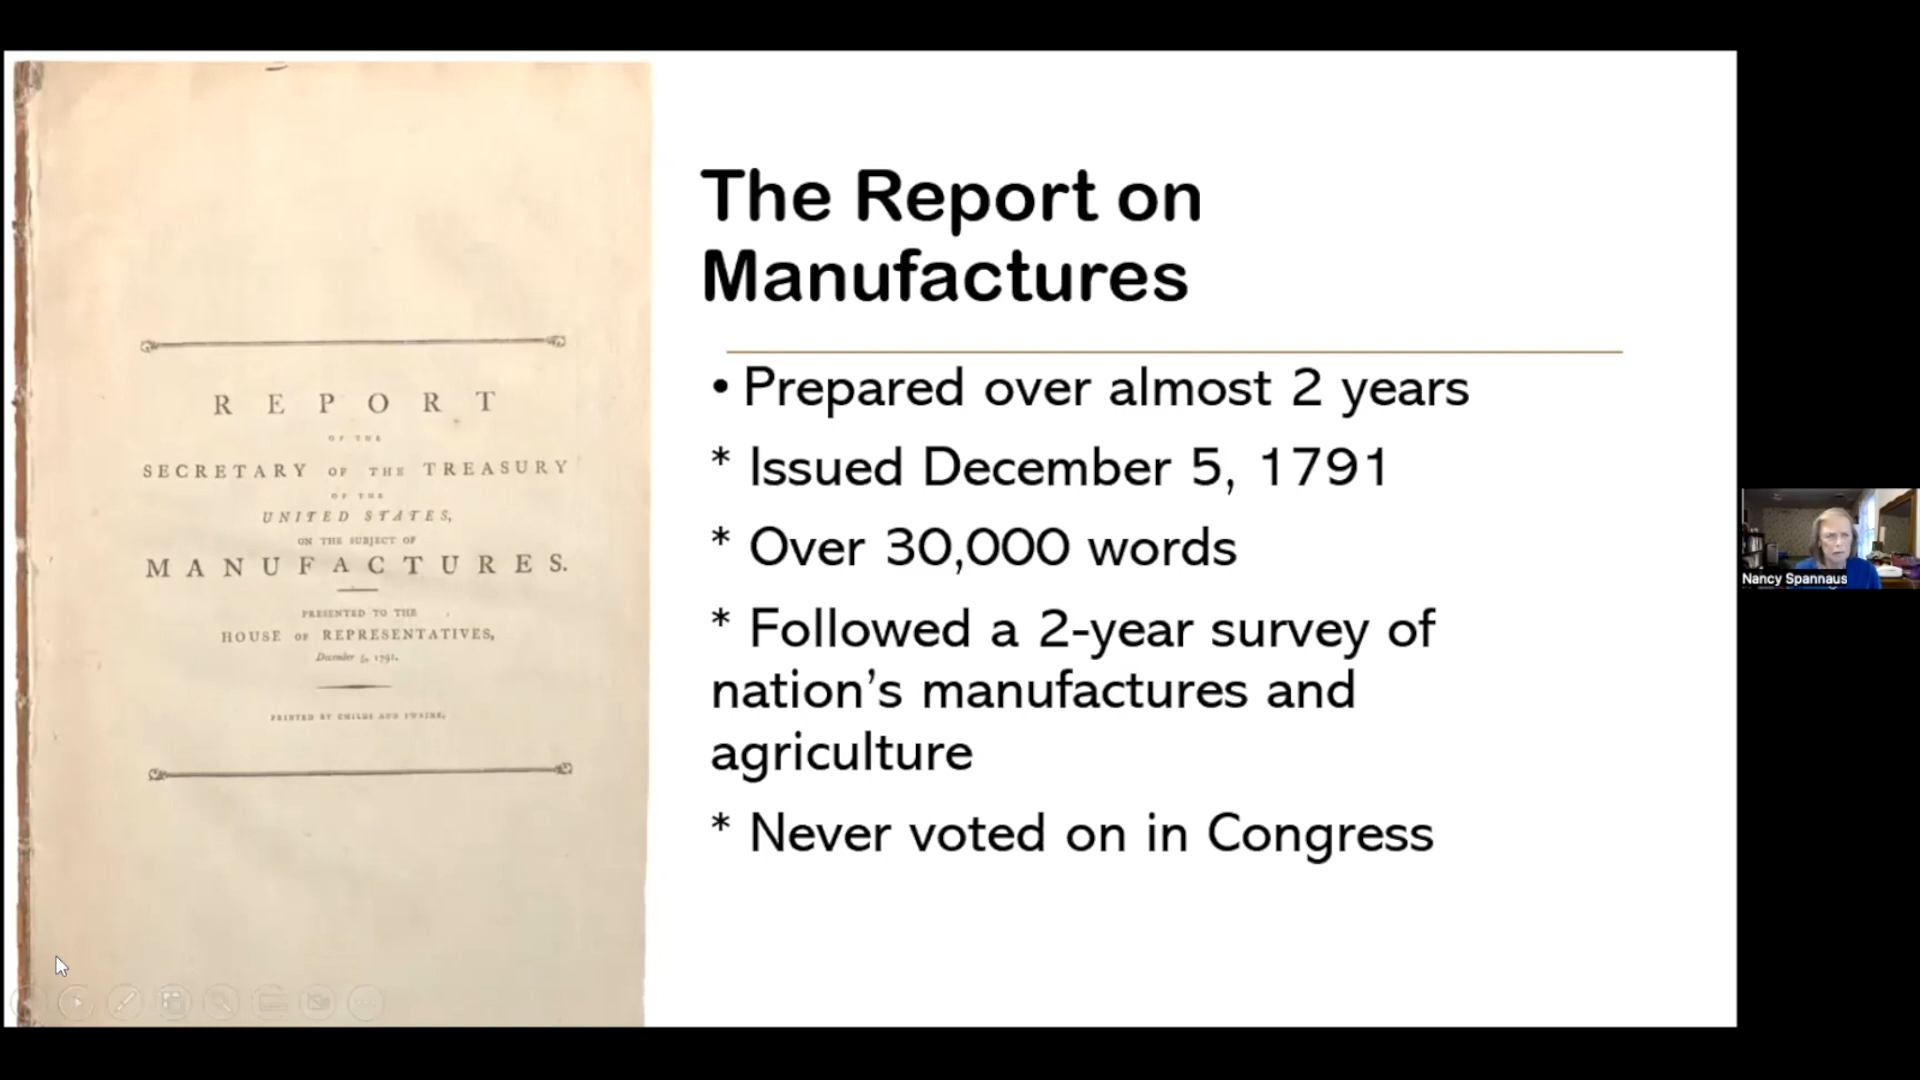 REPORT
OF THE
SECRETARY OF THE TREASURY
OF THE
UNITED STATES,
ON THE SUBJECT OF
MANUFACTURES.
PRESENTED TO THE
HOUSE OF REPRESENTATIVES,
December 5, 1791.
PRINTED BY CHILDS AND SWAINE.
The Report on
Manufactures
• Prepared over almost 2 years
* Issued December 5, 1791
* Over 30,000 words
* Followed a 2-year survey of
nation’s manufactures and
agriculture
* Never voted on in Congress
Nancy Spannaus